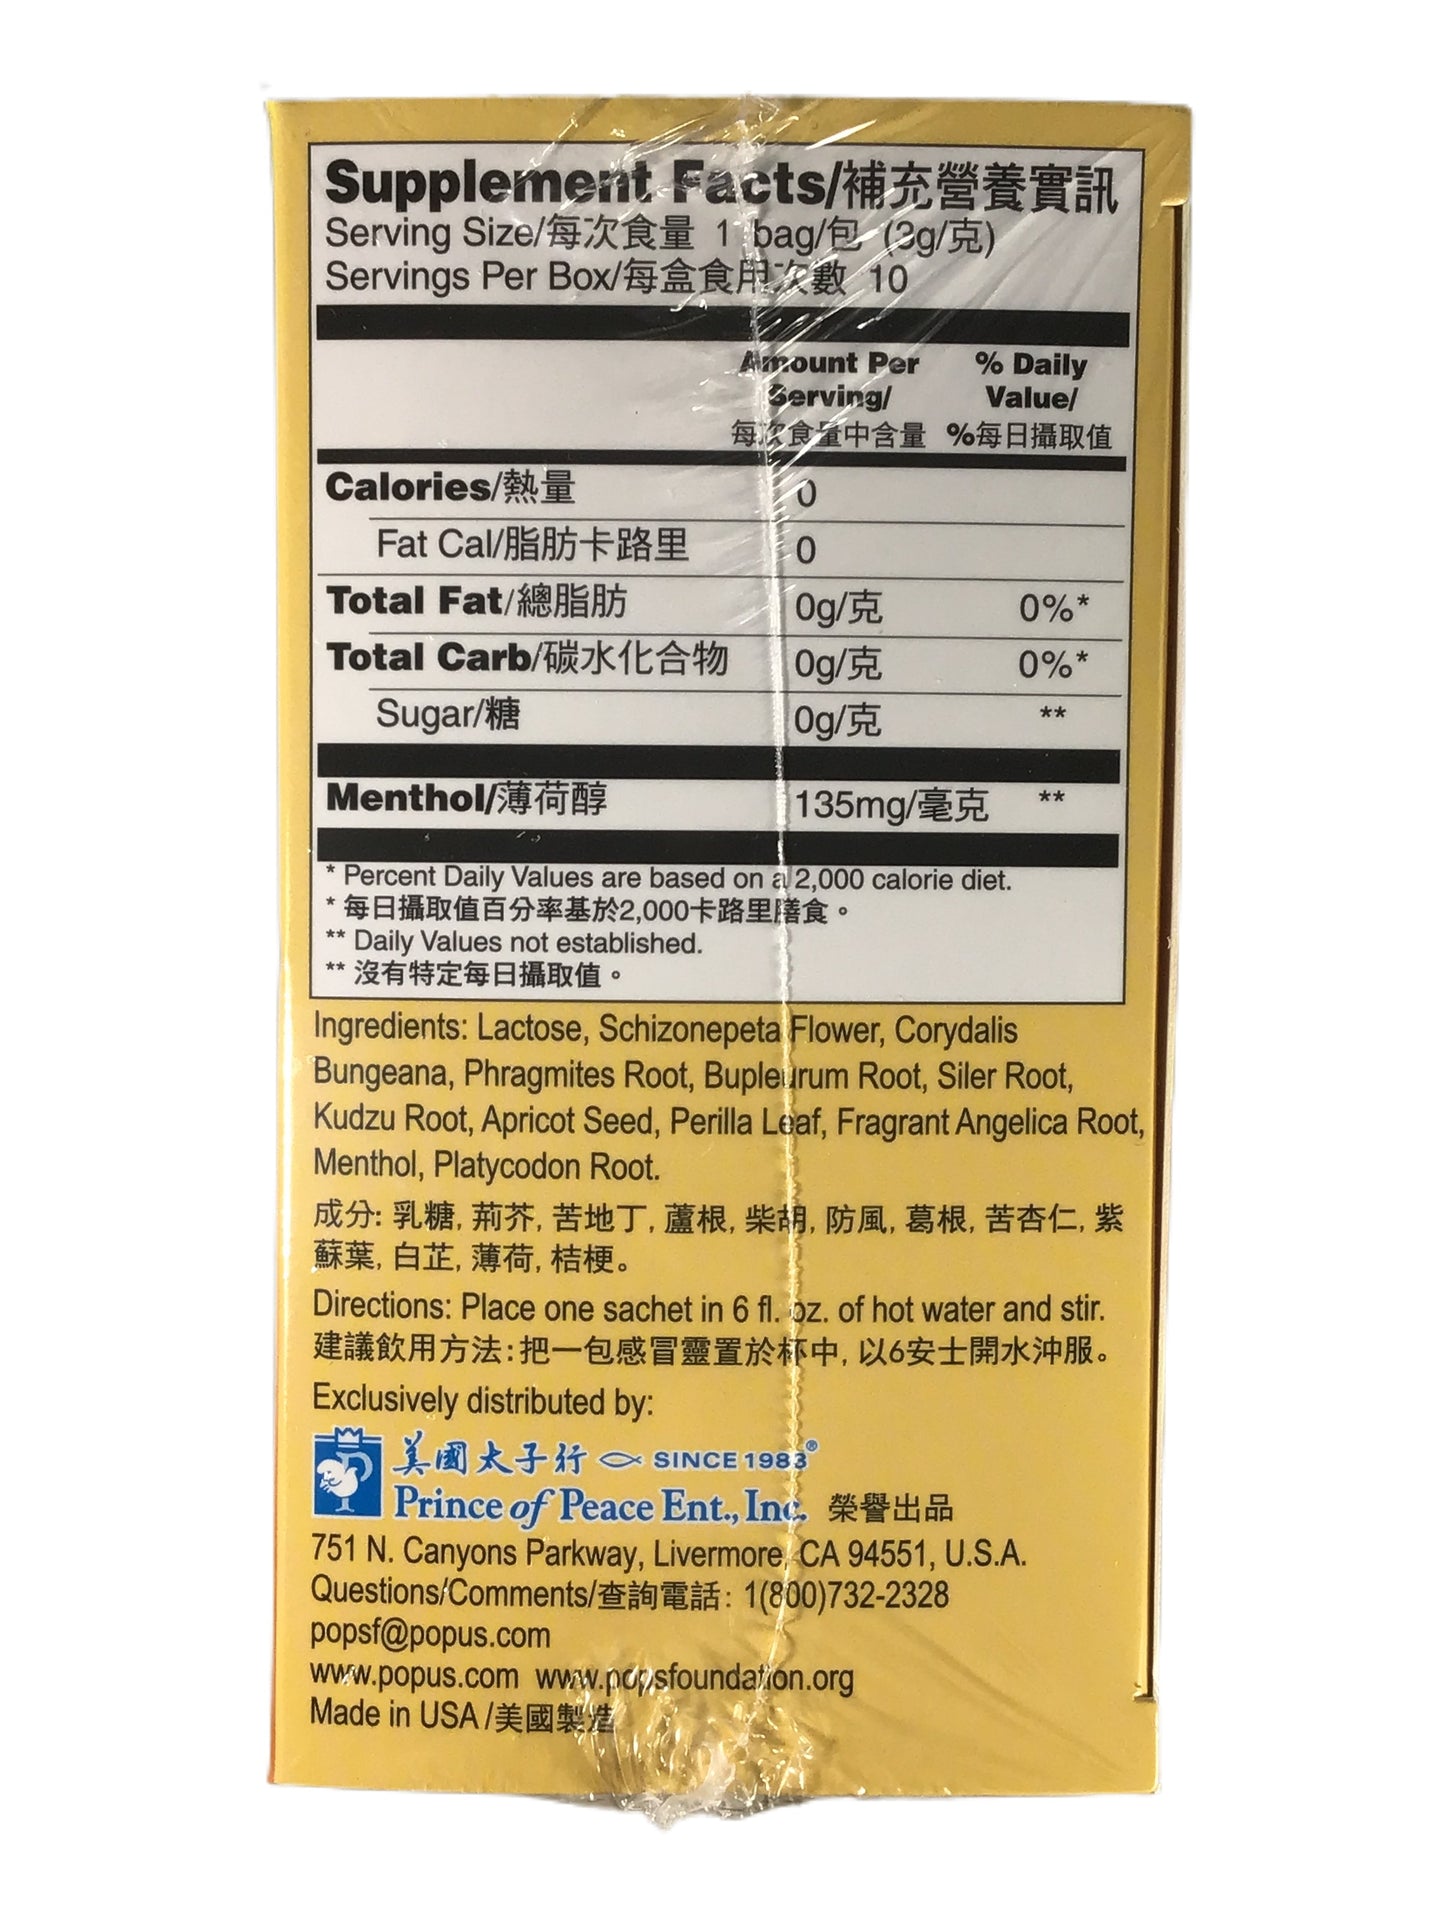 Supplement Facts/補充營養實訊
Serving Size/每次食量 1 bag/包 (3g/克)
Servings Per Box/每盒食用次數 10
Amount Per Serving/ % Daily Value/
每次食量中含量 %每日攝取值
Calories/熱量 0
Fat Cal/脂肪卡路里 0
Total Fat/總脂肪 0g/克 0%*
Total Carb/碳水化合物 0g/克 0%*
Sugar/糖 0g/克 **
Menthol/薄荷醇 135mg/毫克 **
* Percent Daily Values are based on a 2,000 calorie diet.
* 每日攝取值百分率基於2,000卡路里膳食。
** Daily Values not established.
** 沒有特定每日攝取值。
Ingredients: Lactose, Schizonepeta Flower, Corydalis
Bungeana, Phragmites Root, Bupleurum Root, Siler Root,
Kudzu Root, Apricot Seed, Perilla Leaf, Fragrant Angelica Root,
Menthol, Platycodon Root.
成分: 乳糖, 荊芥, 苦地丁, 蘆根, 柴胡, 防風, 葛根, 苦杏仁, 紫
蘇葉, 白芷, 薄荷, 桔梗。
Directions: Place one sachet in 6 fl. oz. of hot water and stir.
建議飲用方法:把一包感冒靈置於杯中, 以6安士開水沖服。
Exclusively distributed by:
美國太子行 SINCE 1983®
Prince of Peace Ent., Inc. 榮譽出品
751 N. Canyons Parkway, Livermore, CA 94551, U.S.A.
Questions/Comments/查詢電話: 1(800)732-2328
popsf@popus.com
www.popus.com www.popsfoundation.org
Made in USA /美國製造